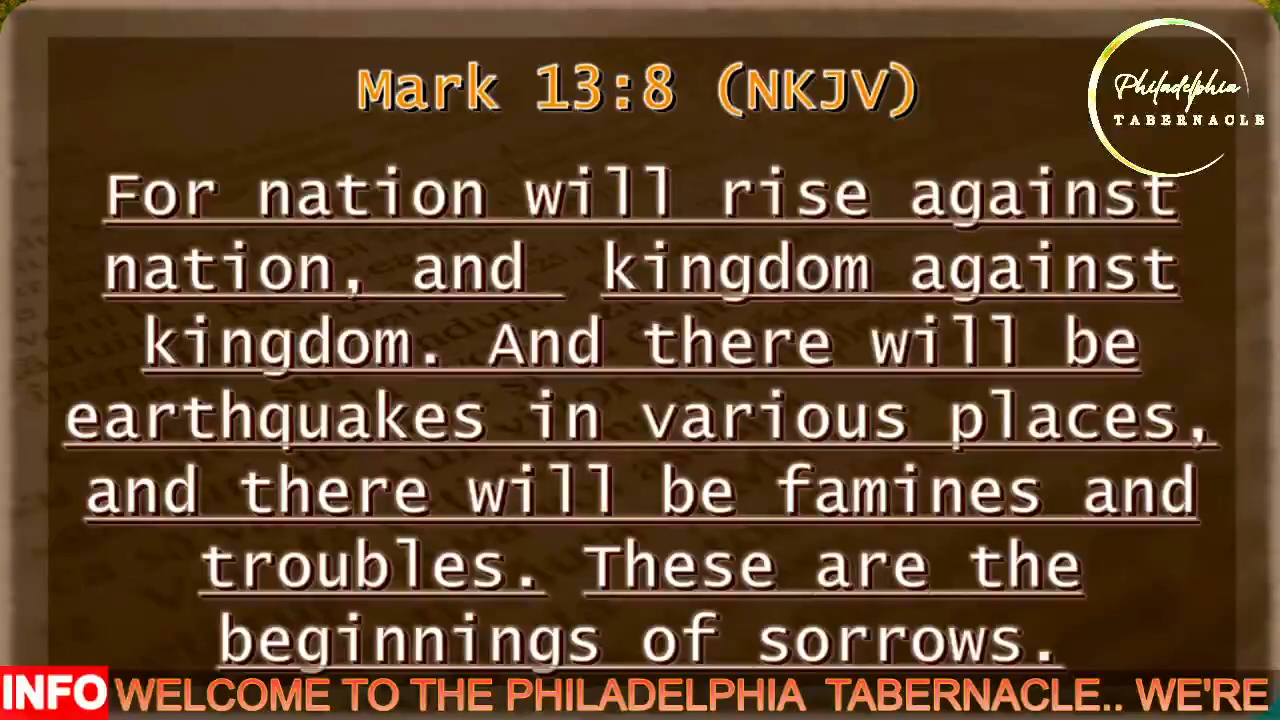 Mark 13:8 (NKJV)
Philadelphia
TABERNACLE
For nation will rise against
nation, and kingdom against
kingdom. And there will be
earthquakes in various places,
and there will be famines and
troubles. These are the
beginnings of sorrows.
INFO WELCOME TO THE PHILADELPHIA TABERNACLE.. WE'RE